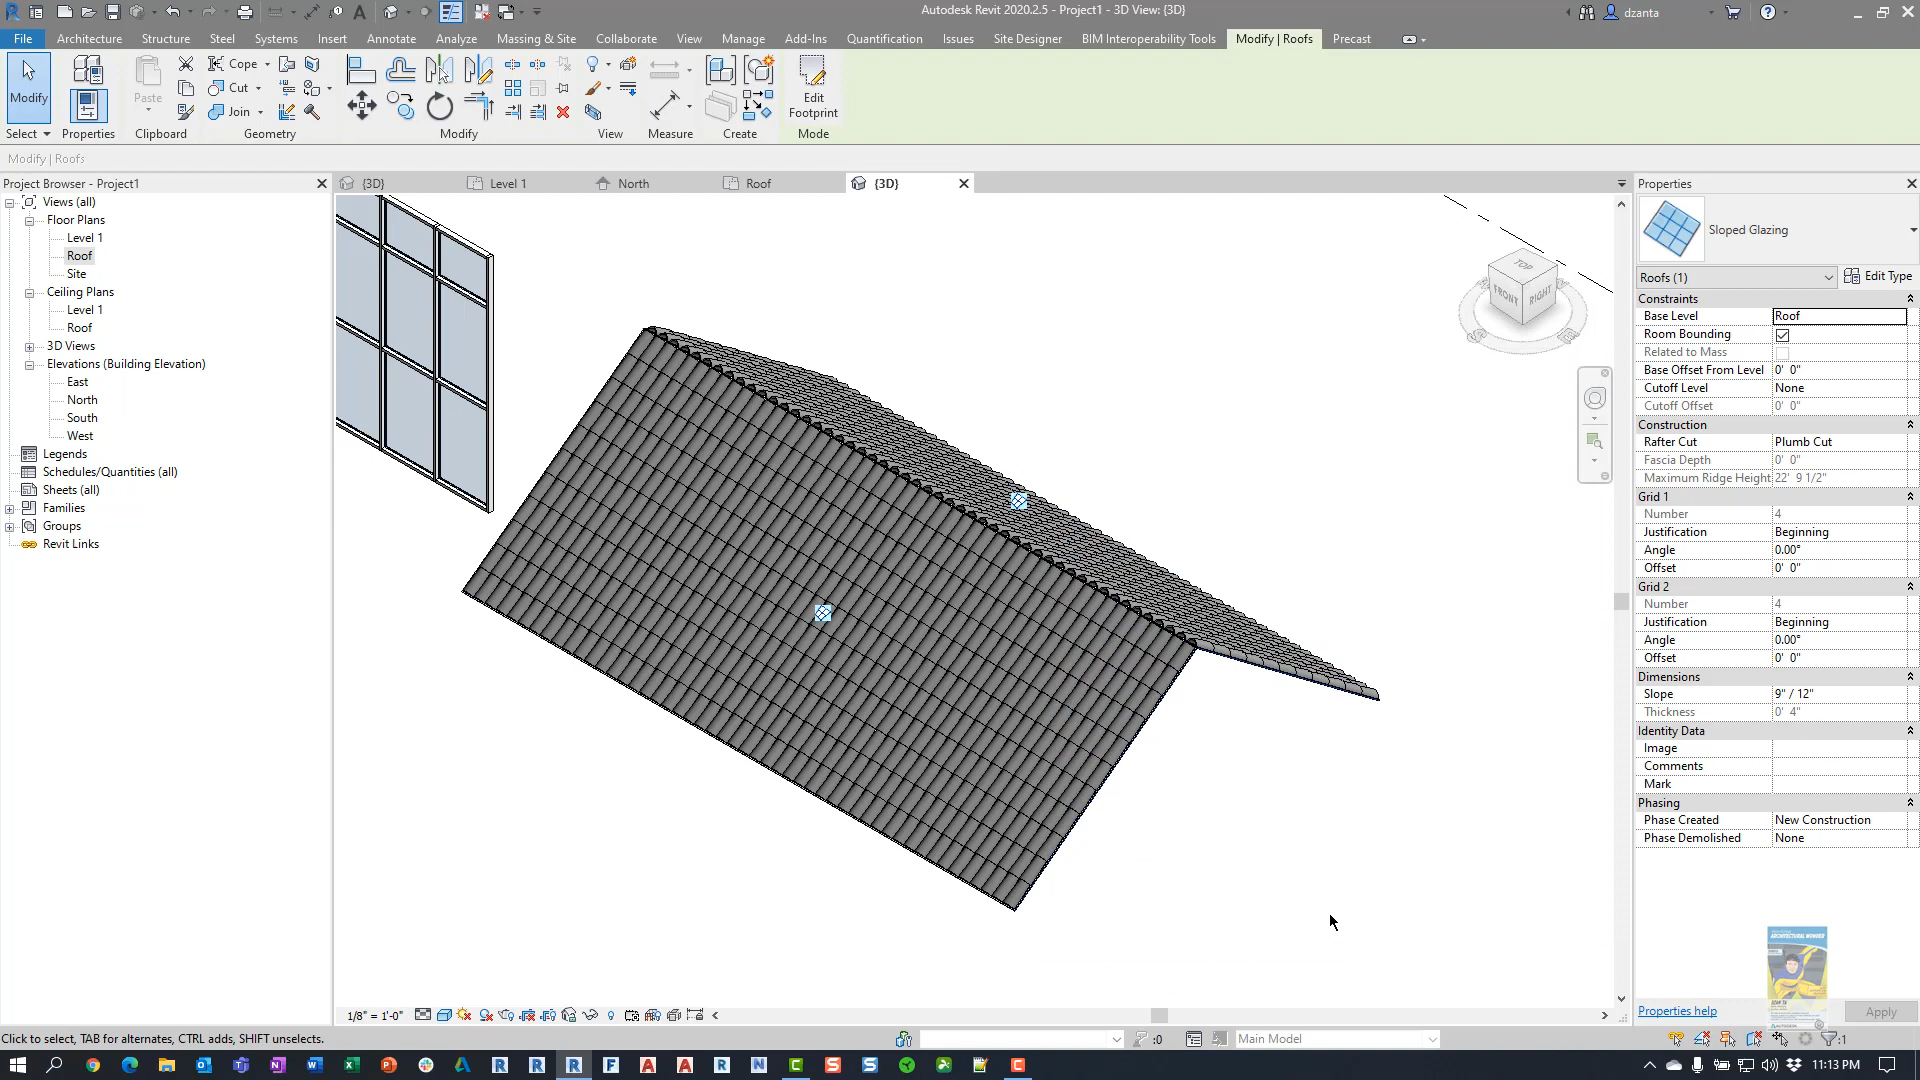 Autodesk Revit 2020.2.5 - Project1 - 3D View: {3D}
dzanta
File
Architecture
Structure
Steel
Systems
Insert
Annotate
Analyze
Massing & Site
Collaborate
View
Manage
Add-Ins
Quantification
Issues
Site Designer
BIM Interoperability Tools
Modify | Roofs
Precast
Modify
Paste
Cope
Cut
Join
Edit
Footprint
Select
Properties
Clipboard
Geometry
Modify
View
Measure
Create
Mode
Modify | Roofs
Project Browser - Project1
Views (all)
Floor Plans
Level 1
Roof
Site
Ceiling Plans
Level 1
Roof
3D Views
Elevations (Building Elevation)
East
North
South
West
Legends
Schedules/Quantities (all)
Sheets (all)
Families
Groups
Revit Links
{3D}
Level 1
North
Roof
{3D}
TOP
FRONT
RIGHT
Properties
Sloped Glazing
Roofs (1)
Edit Type
Constraints
Base Level Roof
Room Bounding
Related to Mass
Base Offset From Level 0' 0"
Cutoff Level None
Cutoff Offset 0' 0"
Construction
Rafter Cut Plumb Cut
Fascia Depth 0' 0"
Maximum Ridge Height 22' 9 1/2"
Grid 1
Number 4
Justification Beginning
Angle 0.00°
Offset 0' 0"
Grid 2
Number 4
Justification Beginning
Angle 0.00°
Offset 0' 0"
Dimensions
Slope 9" / 12"
Thickness 0' 4"
Identity Data
Image
Comments
Mark
Phasing
Phase Created New Construction
Phase Demolished None
Properties help
Apply
1/8" = 1'-0"
Click to select, TAB for alternates, CTRL adds, SHIFT unselects.
:0
Main Model
:1
11:13 PM